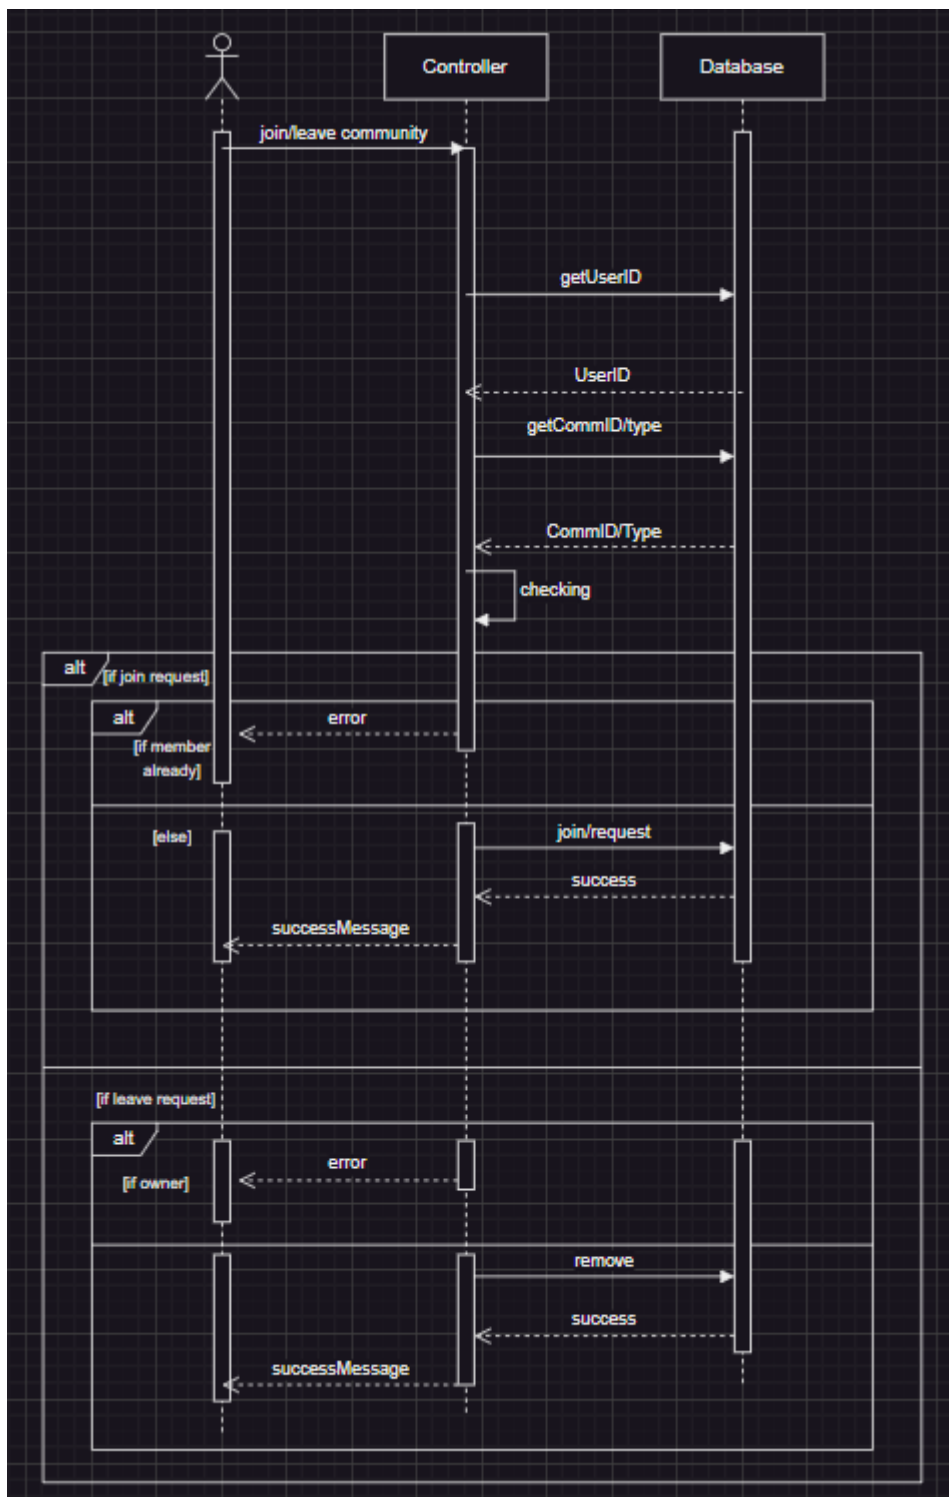 Controller
Database
join/leave community
getUserID
UserID
getCommID/type
CommID/Type
checking
alt
[if join request]
alt
error
[if member
already]
[else]
join/request
success
successMessage
[if leave request]
alt
error
[if owner]
remove
success
successMessage